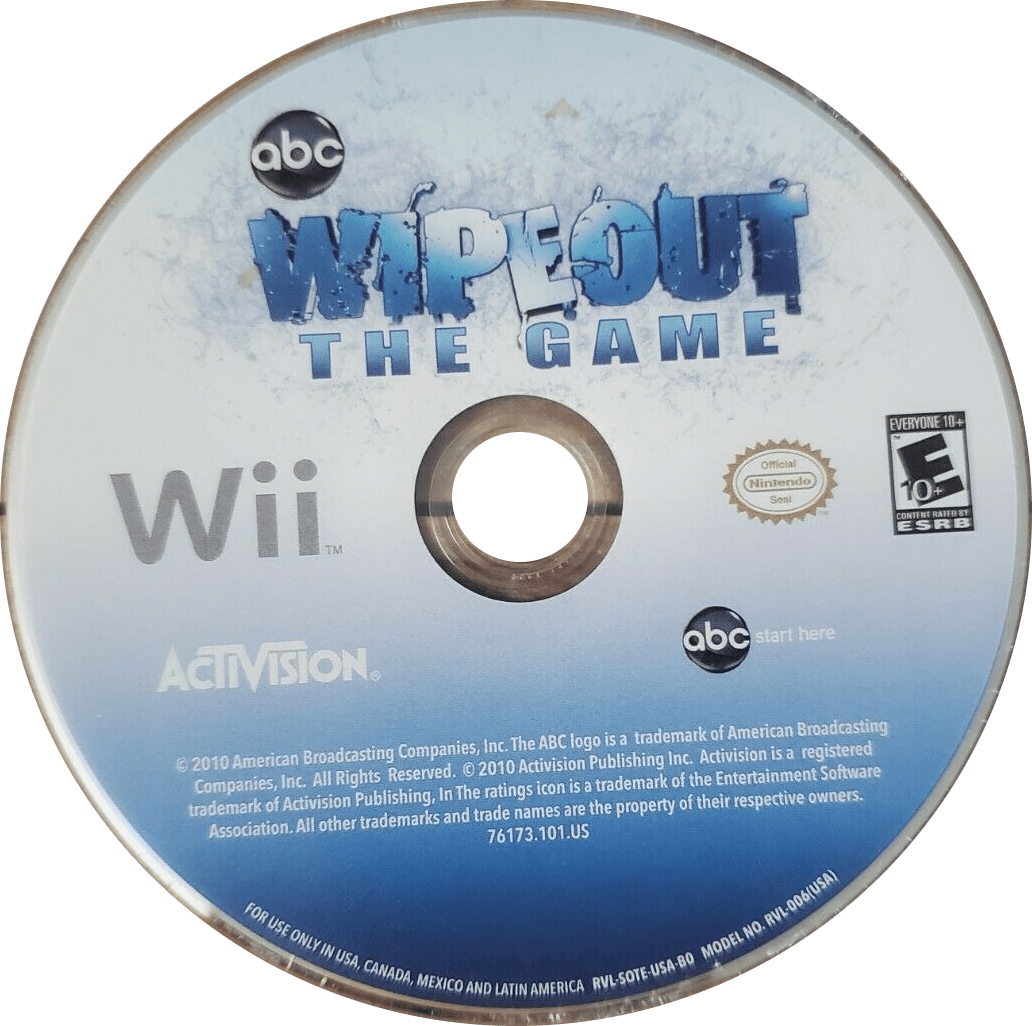 abc
WIPEOUT
THE GAME
EVERYONE 10+
™
E
10+
CONTENT RATED BY
ESRB
Official
Nintendo
Seal
™
Wii™
abc start here
ACTIVISION®
© 2010 American Broadcasting Companies, Inc. The ABC logo is a trademark of American Broadcasting
Companies, Inc. All Rights Reserved. © 2010 Activision Publishing Inc. Activision is a registered
trademark of Activision Publishing, In The ratings icon is a trademark of the Entertainment Software
Association. All other trademarks and trade names are the property of their respective owners.
76173.101.US
FOR USE ONLY IN USA, CANADA, MEXICO AND LATIN AMERICA RVL-SOTE-USA-B0 MODEL NO. RVL-006(USA)